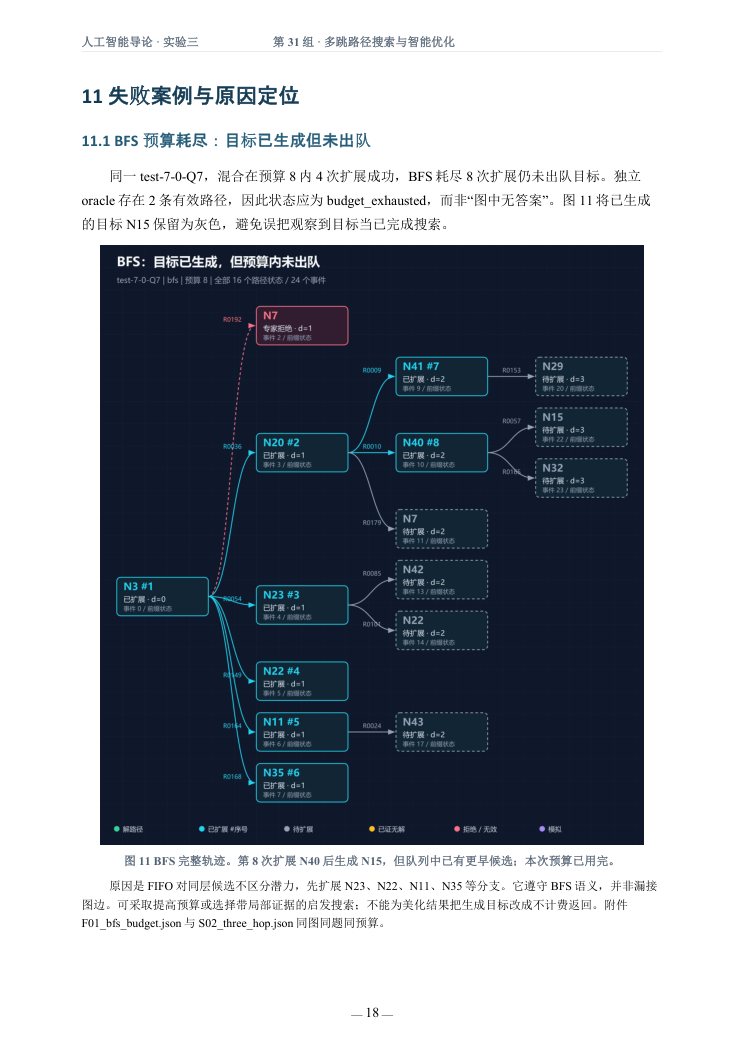 人工智能导论 · 实验三 第 31 组 · 多跳路径搜索与智能优化
11 失败案例与原因定位
11.1 BFS 预算耗尽：目标已生成但未出队
同一 test-7-0-Q7，混合在预算 8 内 4 次扩展成功，BFS 耗尽 8 次扩展仍未出队目标。独立
oracle 存在 2 条有效路径，因此状态应为 budget_exhausted，而非“图中无答案”。图 11 将已生成
的目标 N15 保留为灰色，避免误把观察到目标当已完成搜索。
BFS：目标已生成，但预算内未出队
test-7-0-Q7 | bfs | 预算 8 | 全部 16 个路径状态 / 24 个事件
R0192
N7
专家拒绝 · d=1
事件 2 / 前缀状态
R0009
N41 #7
已扩展 · d=2
事件 9 / 前缀状态
R0153
N29
待扩展 · d=3
事件 20 / 前缀状态
R0057
N15
待扩展 · d=3
事件 22 / 前缀状态
R0036
N20 #2
已扩展 · d=1
事件 3 / 前缀状态
R0010
N40 #8
已扩展 · d=2
事件 10 / 前缀状态
N32
待扩展 · d=3
事件 23 / 前缀状态
R0179
N7
待扩展 · d=2
事件 11 / 前缀状态
R0085
N42
待扩展 · d=2
事件 13 / 前缀状态
N3 #1
已扩展 · d=0
事件 0 / 前缀状态
R0054
N23 #3
已扩展 · d=1
事件 4 / 前缀状态
N22
待扩展 · d=2
事件 14 / 前缀状态
R0149
N22 #4
已扩展 · d=1
事件 5 / 前缀状态
R0164
N11 #5
已扩展 · d=1
事件 6 / 前缀状态
R0024
N43
待扩展 · d=2
事件 17 / 前缀状态
R0168
N35 #6
已扩展 · d=1
事件 7 / 前缀状态
解路径 已扩展 #序号 待扩展 已证无解 拒绝 / 无效 模拟
图 11 BFS 完整轨迹。第 8 次扩展 N40 后生成 N15，但队列中已有更早候选；本次预算已用完。
原因是 FIFO 对同层候选不区分潜力，先扩展 N23、N22、N11、N35 等分支。它遵守 BFS 语义，并非漏接
图边。可采取提高预算或选择带局部证据的启发搜索；不能为美化结果把生成目标改成不计费返回。附件
F01_bfs_budget.json 与 S02_three_hop.json 同图同题同预算。
— 18 —